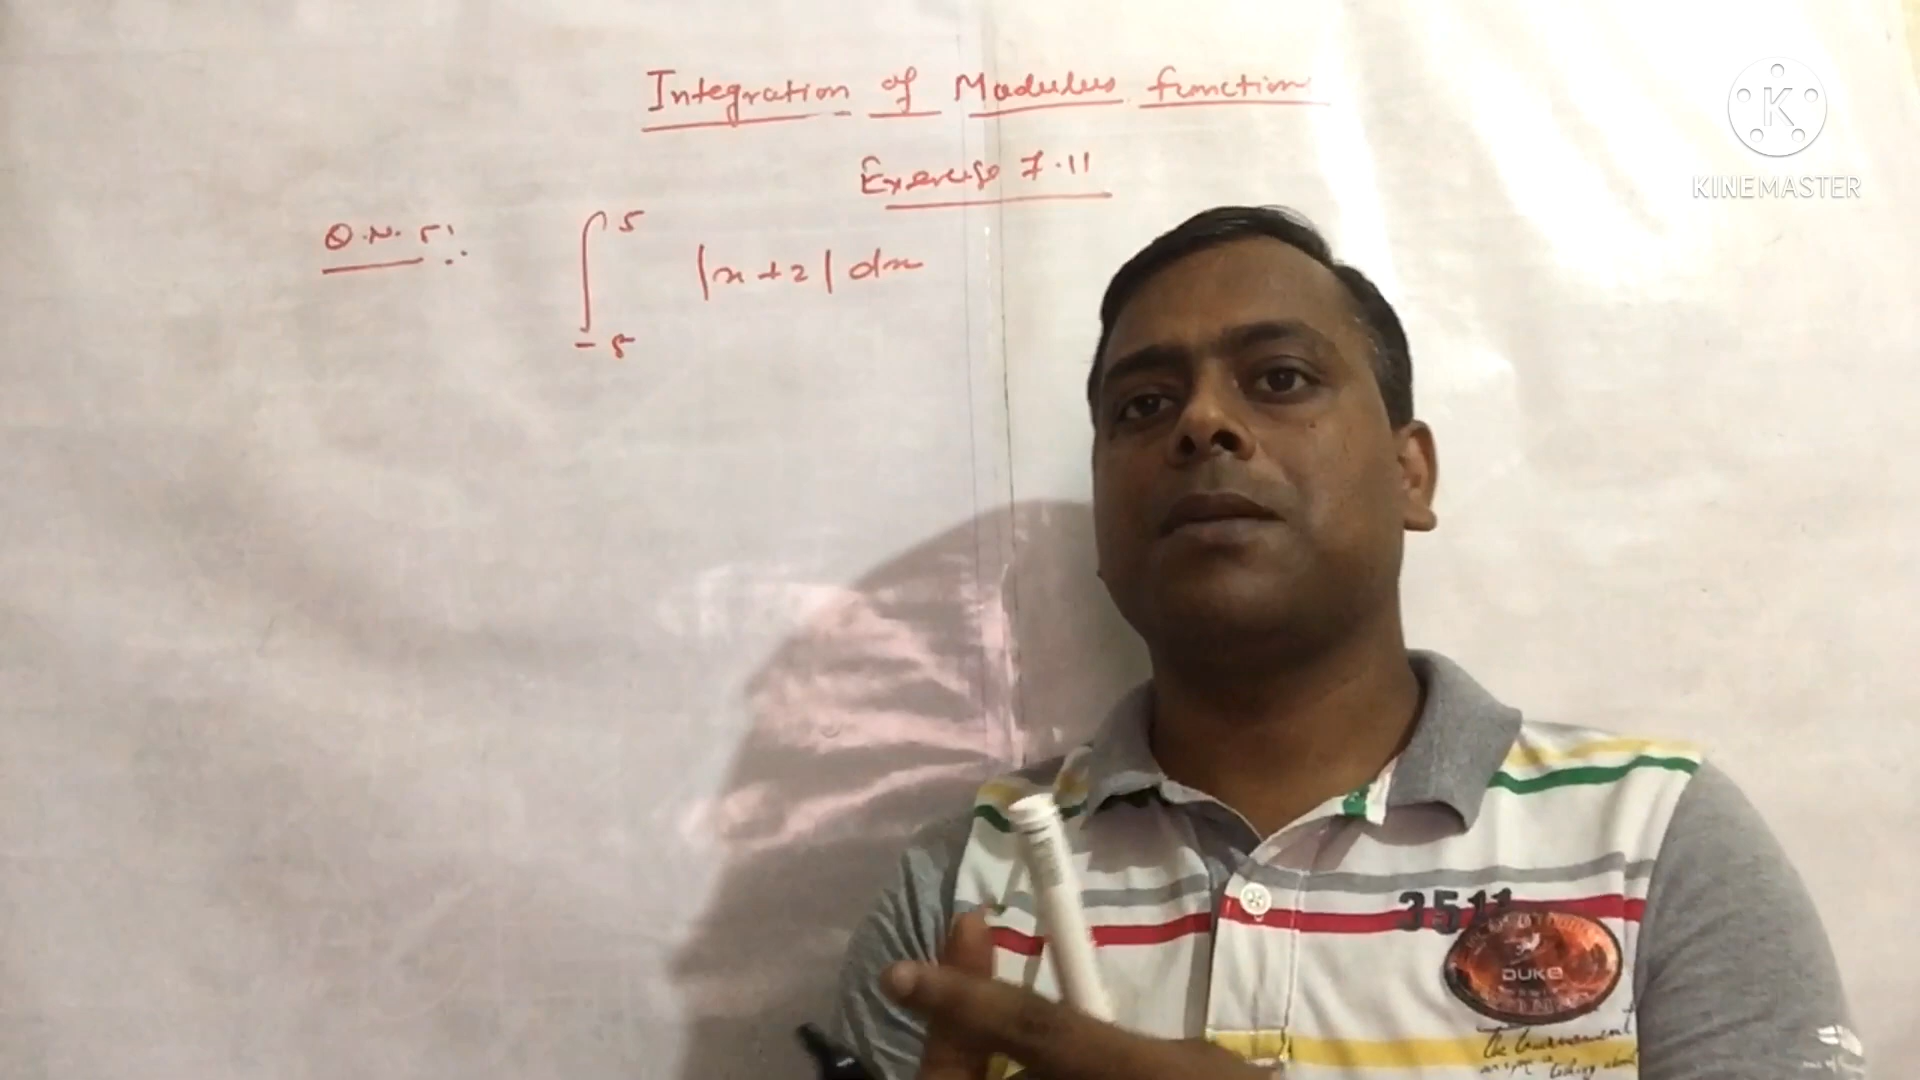 Integration of Modulus function
Exercise 7.11
Q.N. 5:
∫₋₅⁵ |x+2| dx
KINEMASTER
3511
DUKE